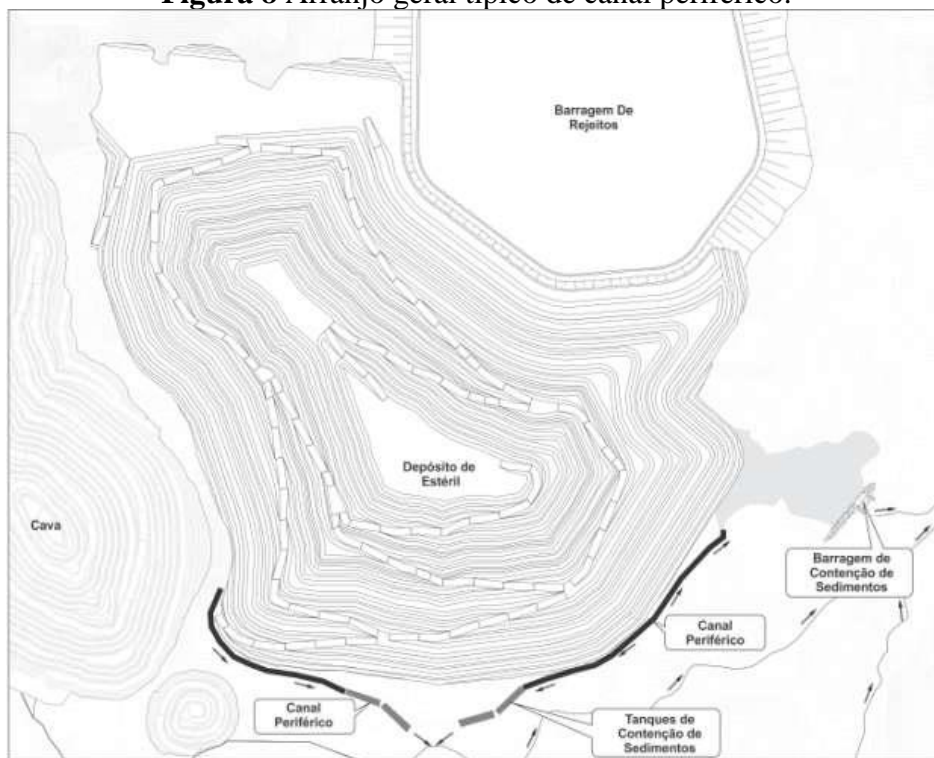 Figura 8 Arranjo geral típico de canal periférico.
Barragem De
Rejeitos
Depósito de
Estéril
Cava
Barragem de
Contenção de
Sedimentos
Canal
Periférico
Canal
Periférico
Tanques de
Contenção de
Sedimentos